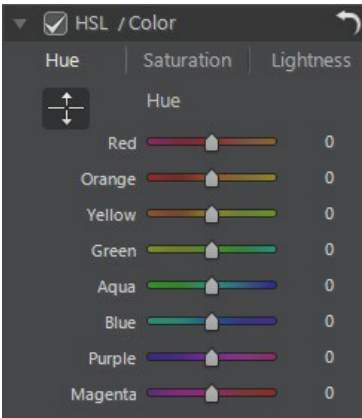 HSL / Color
Hue Saturation Lightness
Hue
Red 0
Orange 0
Yellow 0
Green 0
Aqua 0
Blue 0
Purple 0
Magenta 0